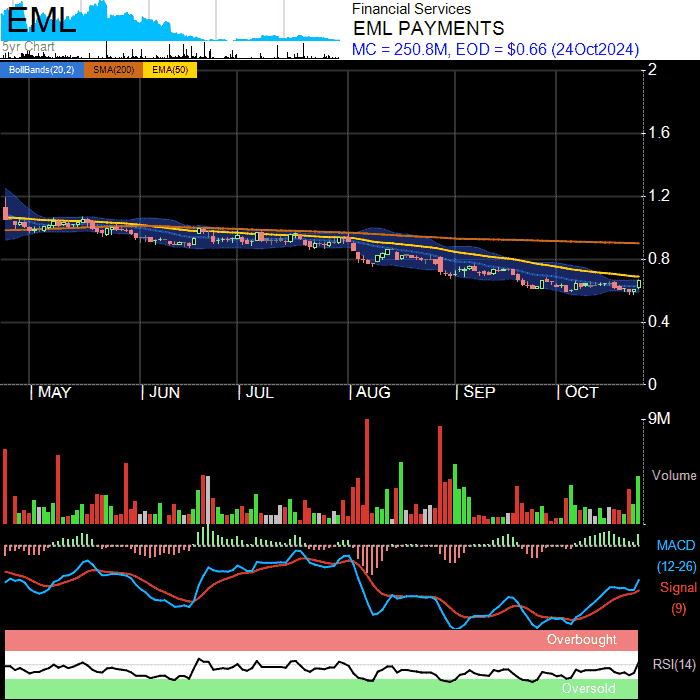 EML
5yr Chart
Financial Services
EML PAYMENTS
MC = 250.8M, EOD = $0.66 (24Oct2024)
BollBands(20,2) SMA(200) EMA(50)
2
1.6
1.2
0.8
0.4
0
| MAY | JUN | JUL | AUG | SEP | OCT
9M
Volume
MACD
(12-26)
Signal
(9)
Overbought
RSI(14)
Oversold